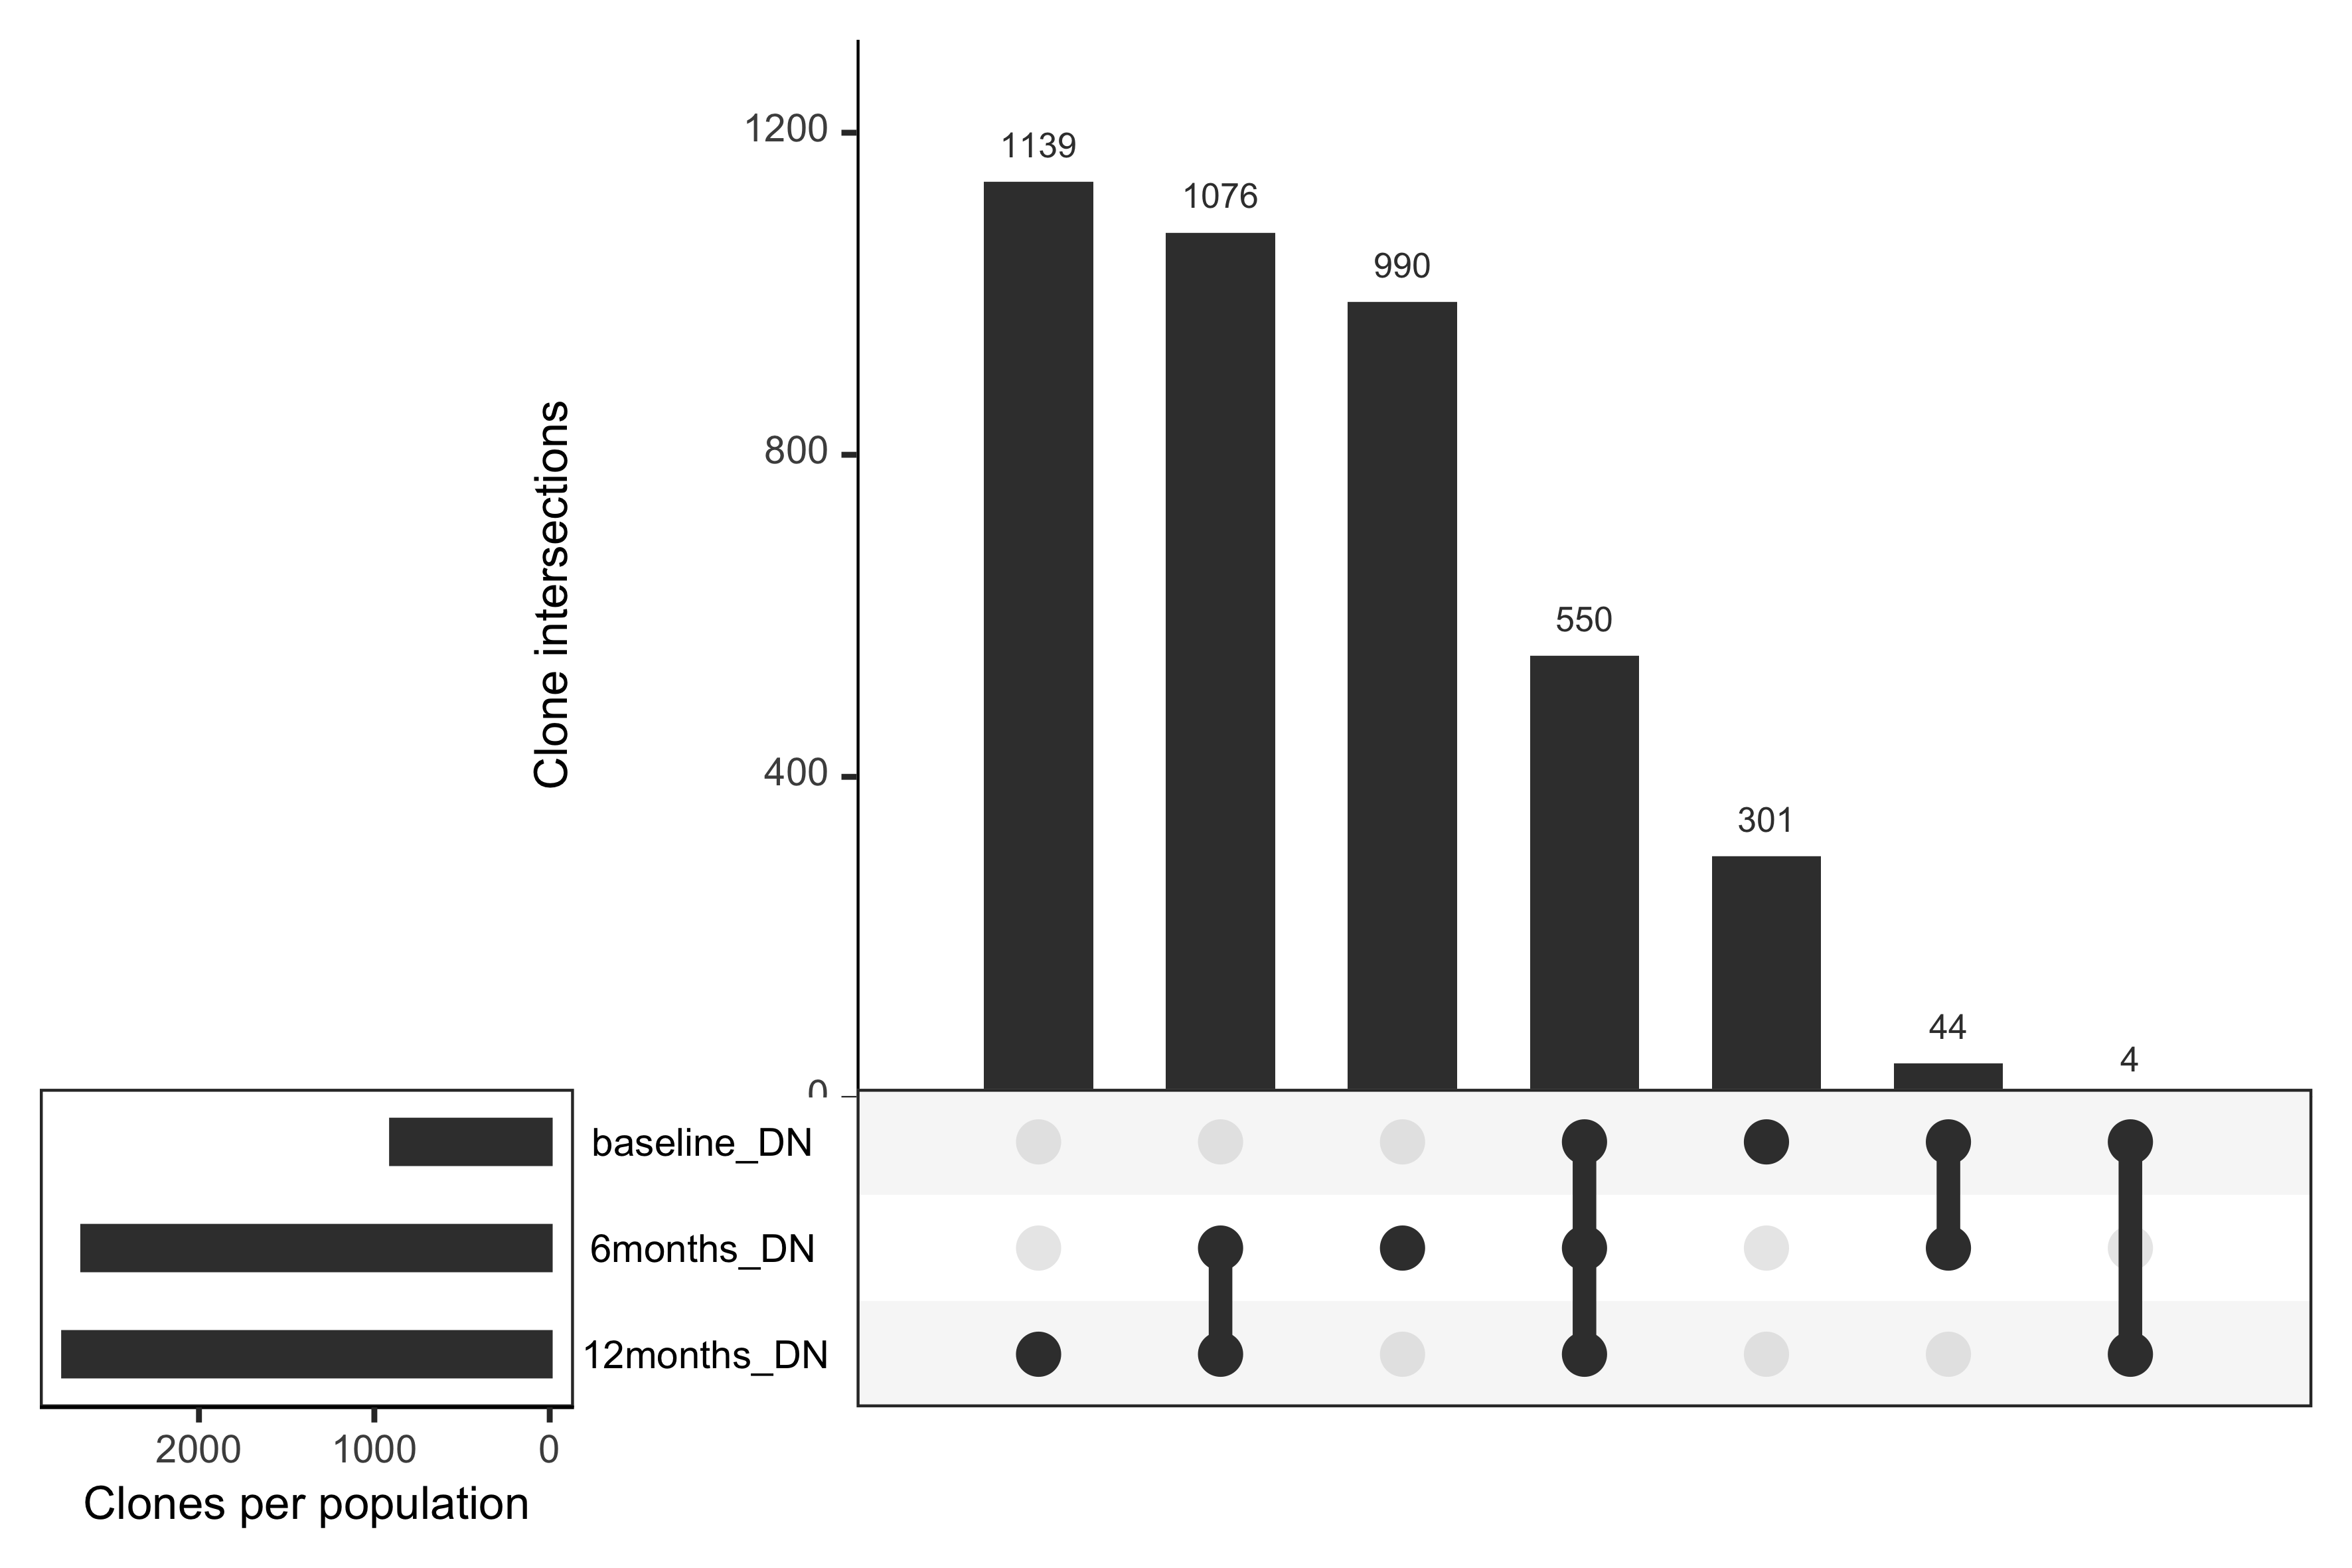 1200
1139
1076
990
Clone intersections
800
550
400
301
44
4
0
baseline_DN
6months_DN
12months_DN
2000 1000 0
Clones per population